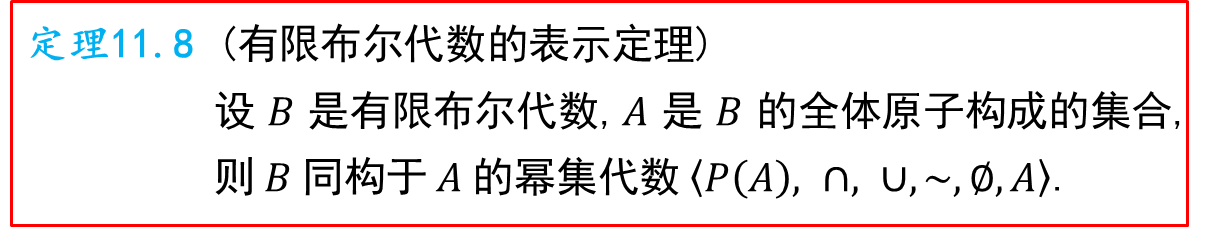 定理11.8 (有限布尔代数的表示定理)
设 B 是有限布尔代数, A 是 B 的全体原子构成的集合,
则 B 同构于 A 的幂集代数 ⟨P(A), ∩, ∪,~,∅,A⟩.